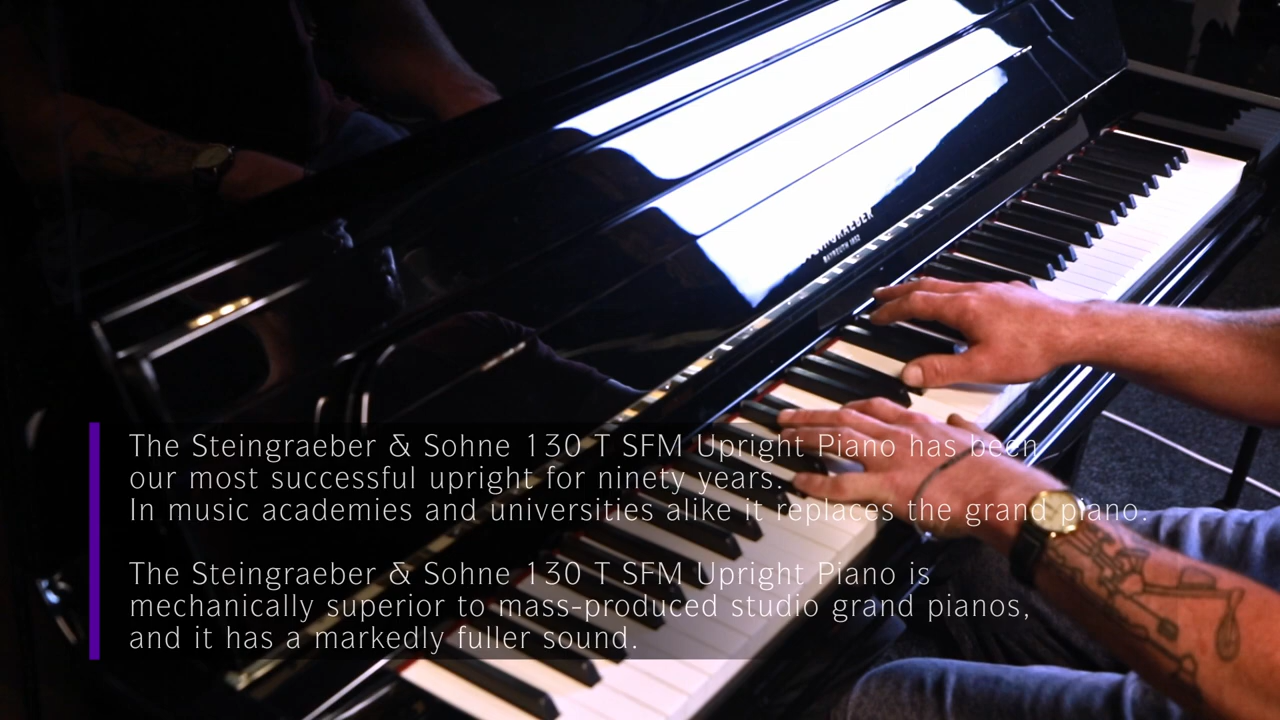 STEINGRAEBER
BAYREUTH 1852
The Steingraeber & Sohne 130 T SFM Upright Piano has been
our most successful upright for ninety years.
In music academies and universities alike it replaces the grand piano.
The Steingraeber & Sohne 130 T SFM Upright Piano is
mechanically superior to mass-produced studio grand pianos,
and it has a markedly fuller sound.